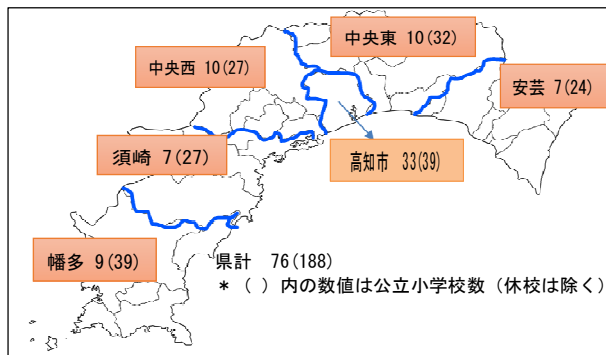 中央東 10(32)
中央西 10(27)
安芸 7(24)
須崎 7(27)
高知市 33(39)
幡多 9(39)
県計 76(188)
*( )内の数値は公立小学校数(休校は除く)